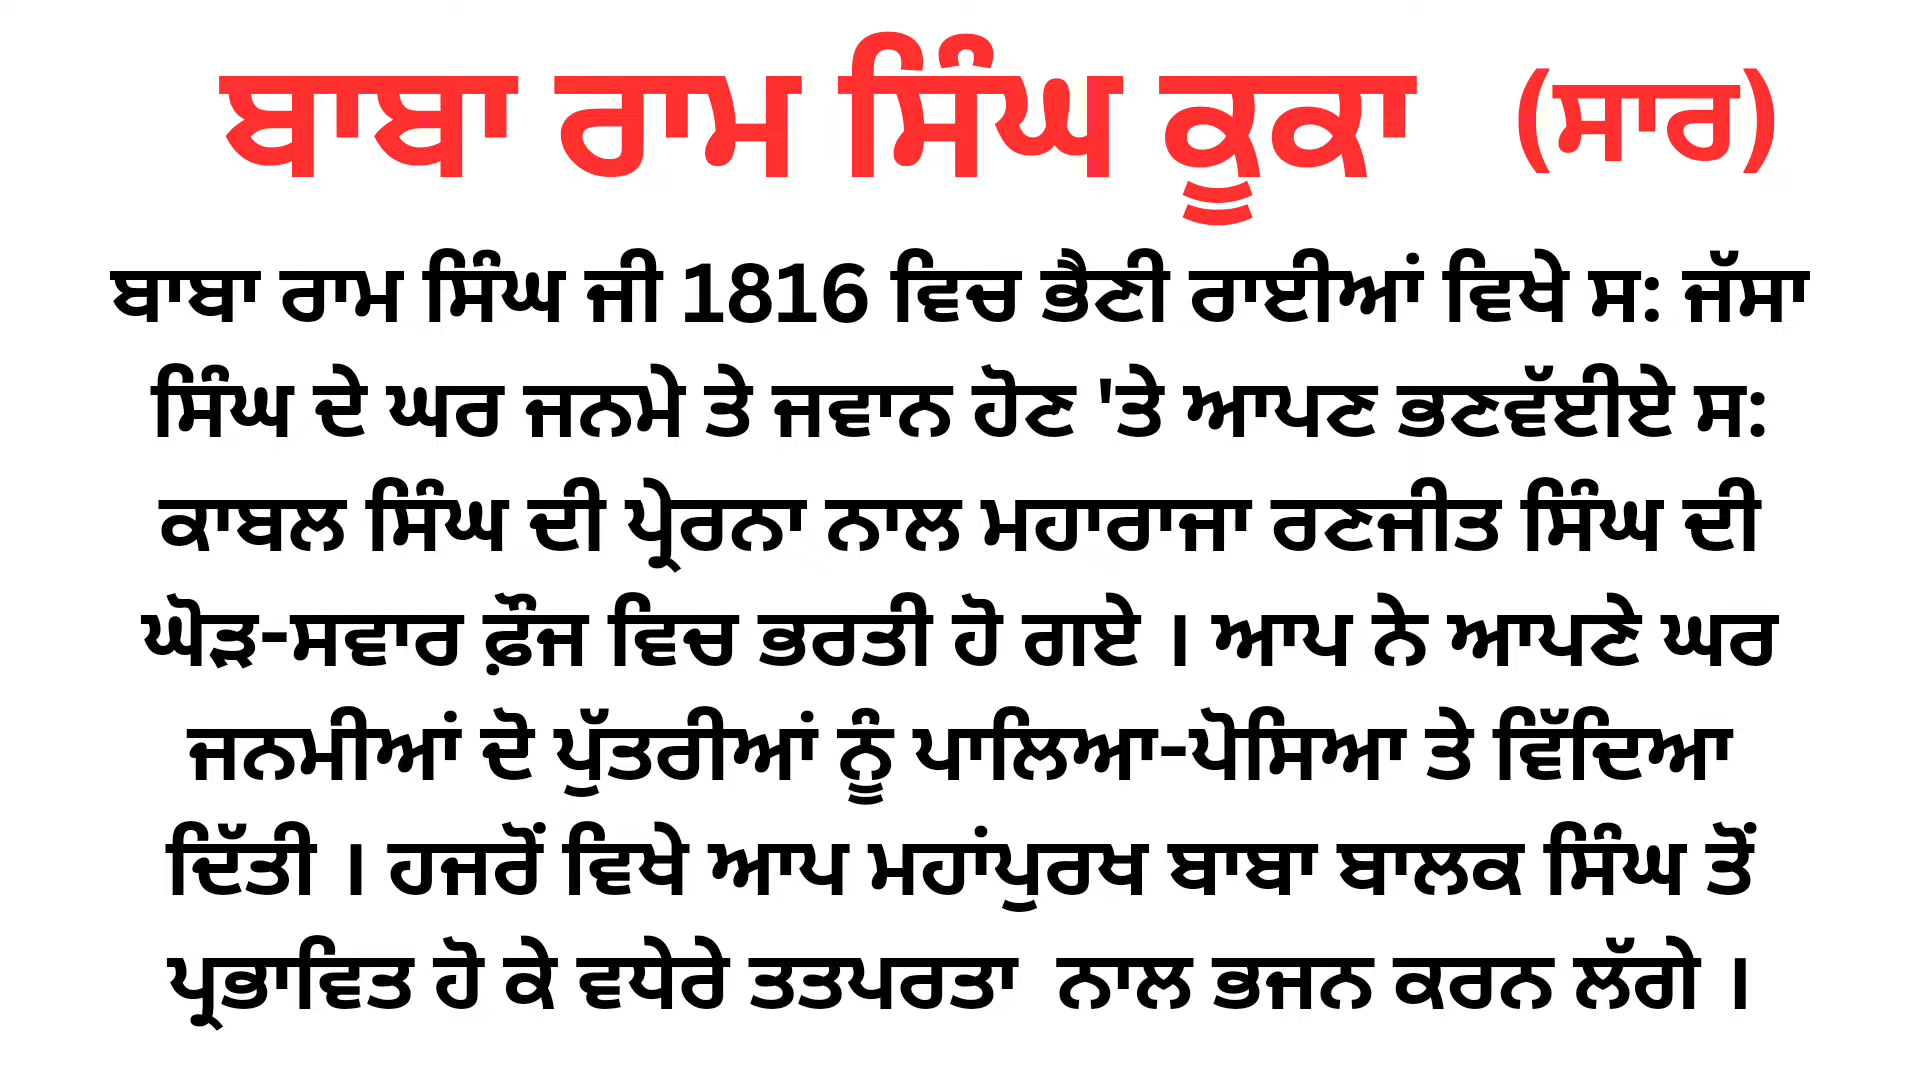 ਬਾਬਾ ਰਾਮ ਸਿੰਘ ਕੂਕਾ (ਸਾਰ)
ਬਾਬਾ ਰਾਮ ਸਿੰਘ ਜੀ 1816 ਵਿਚ ਭੈਣੀ ਰਾਈਆਂ ਵਿਖੇ ਸ: ਜੱਸਾ
ਸਿੰਘ ਦੇ ਘਰ ਜਨਮੇ ਤੇ ਜਵਾਨ ਹੋਣ 'ਤੇ ਆਪਣ ਭਣਵੱਈਏ ਸ:
ਕਾਬਲ ਸਿੰਘ ਦੀ ਪ੍ਰੇਰਨਾ ਨਾਲ ਮਹਾਰਾਜਾ ਰਣਜੀਤ ਸਿੰਘ ਦੀ
ਘੋੜ-ਸਵਾਰ ਫ਼ੌਜ ਵਿਚ ਭਰਤੀ ਹੋ ਗਏ । ਆਪ ਨੇ ਆਪਣੇ ਘਰ
ਜਨਮੀਆਂ ਦੋ ਪੁੱਤਰੀਆਂ ਨੂੰ ਪਾਲਿਆ-ਪੋਸਿਆ ਤੇ ਵਿੱਦਿਆ
ਦਿੱਤੀ । ਹਜਰੋਂ ਵਿਖੇ ਆਪ ਮਹਾਂਪੁਰਖ ਬਾਬਾ ਬਾਲਕ ਸਿੰਘ ਤੋਂ
ਪ੍ਰਭਾਵਿਤ ਹੋ ਕੇ ਵਧੇਰੇ ਤਤਪਰਤਾ ਨਾਲ ਭਜਨ ਕਰਨ ਲੱਗੇ ।